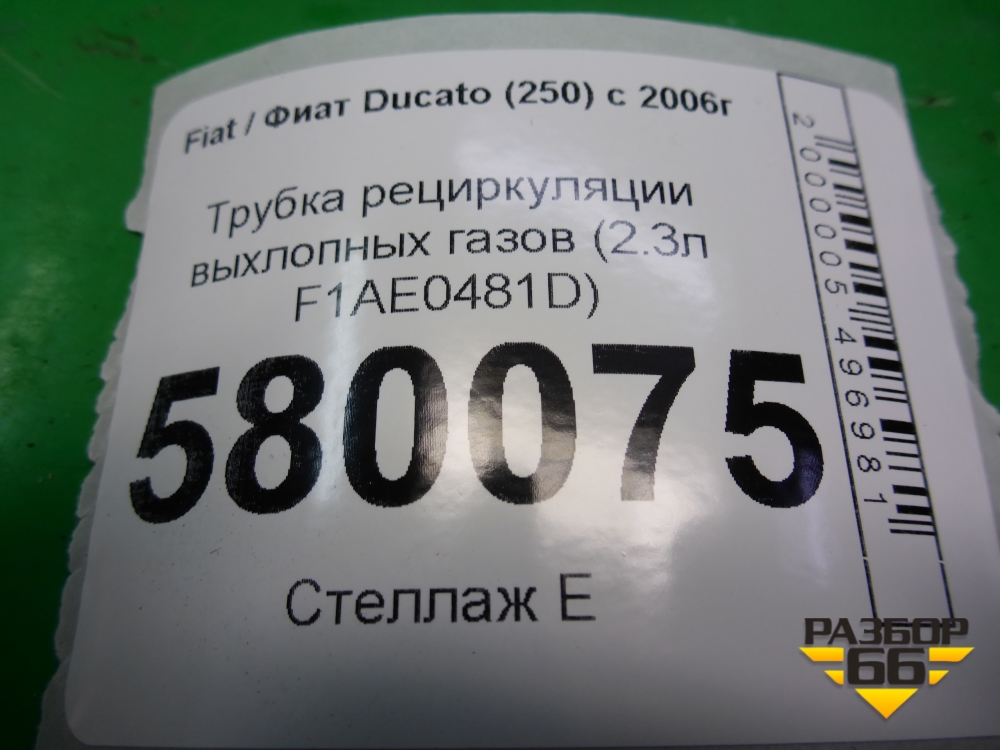 Fiat / Фиат Ducato (250) с 2006г
Трубка рециркуляции
выхлопных газов (2.3л
F1AE0481D)
580075
Стеллаж Е
2000005496981
РАЗБОР
66